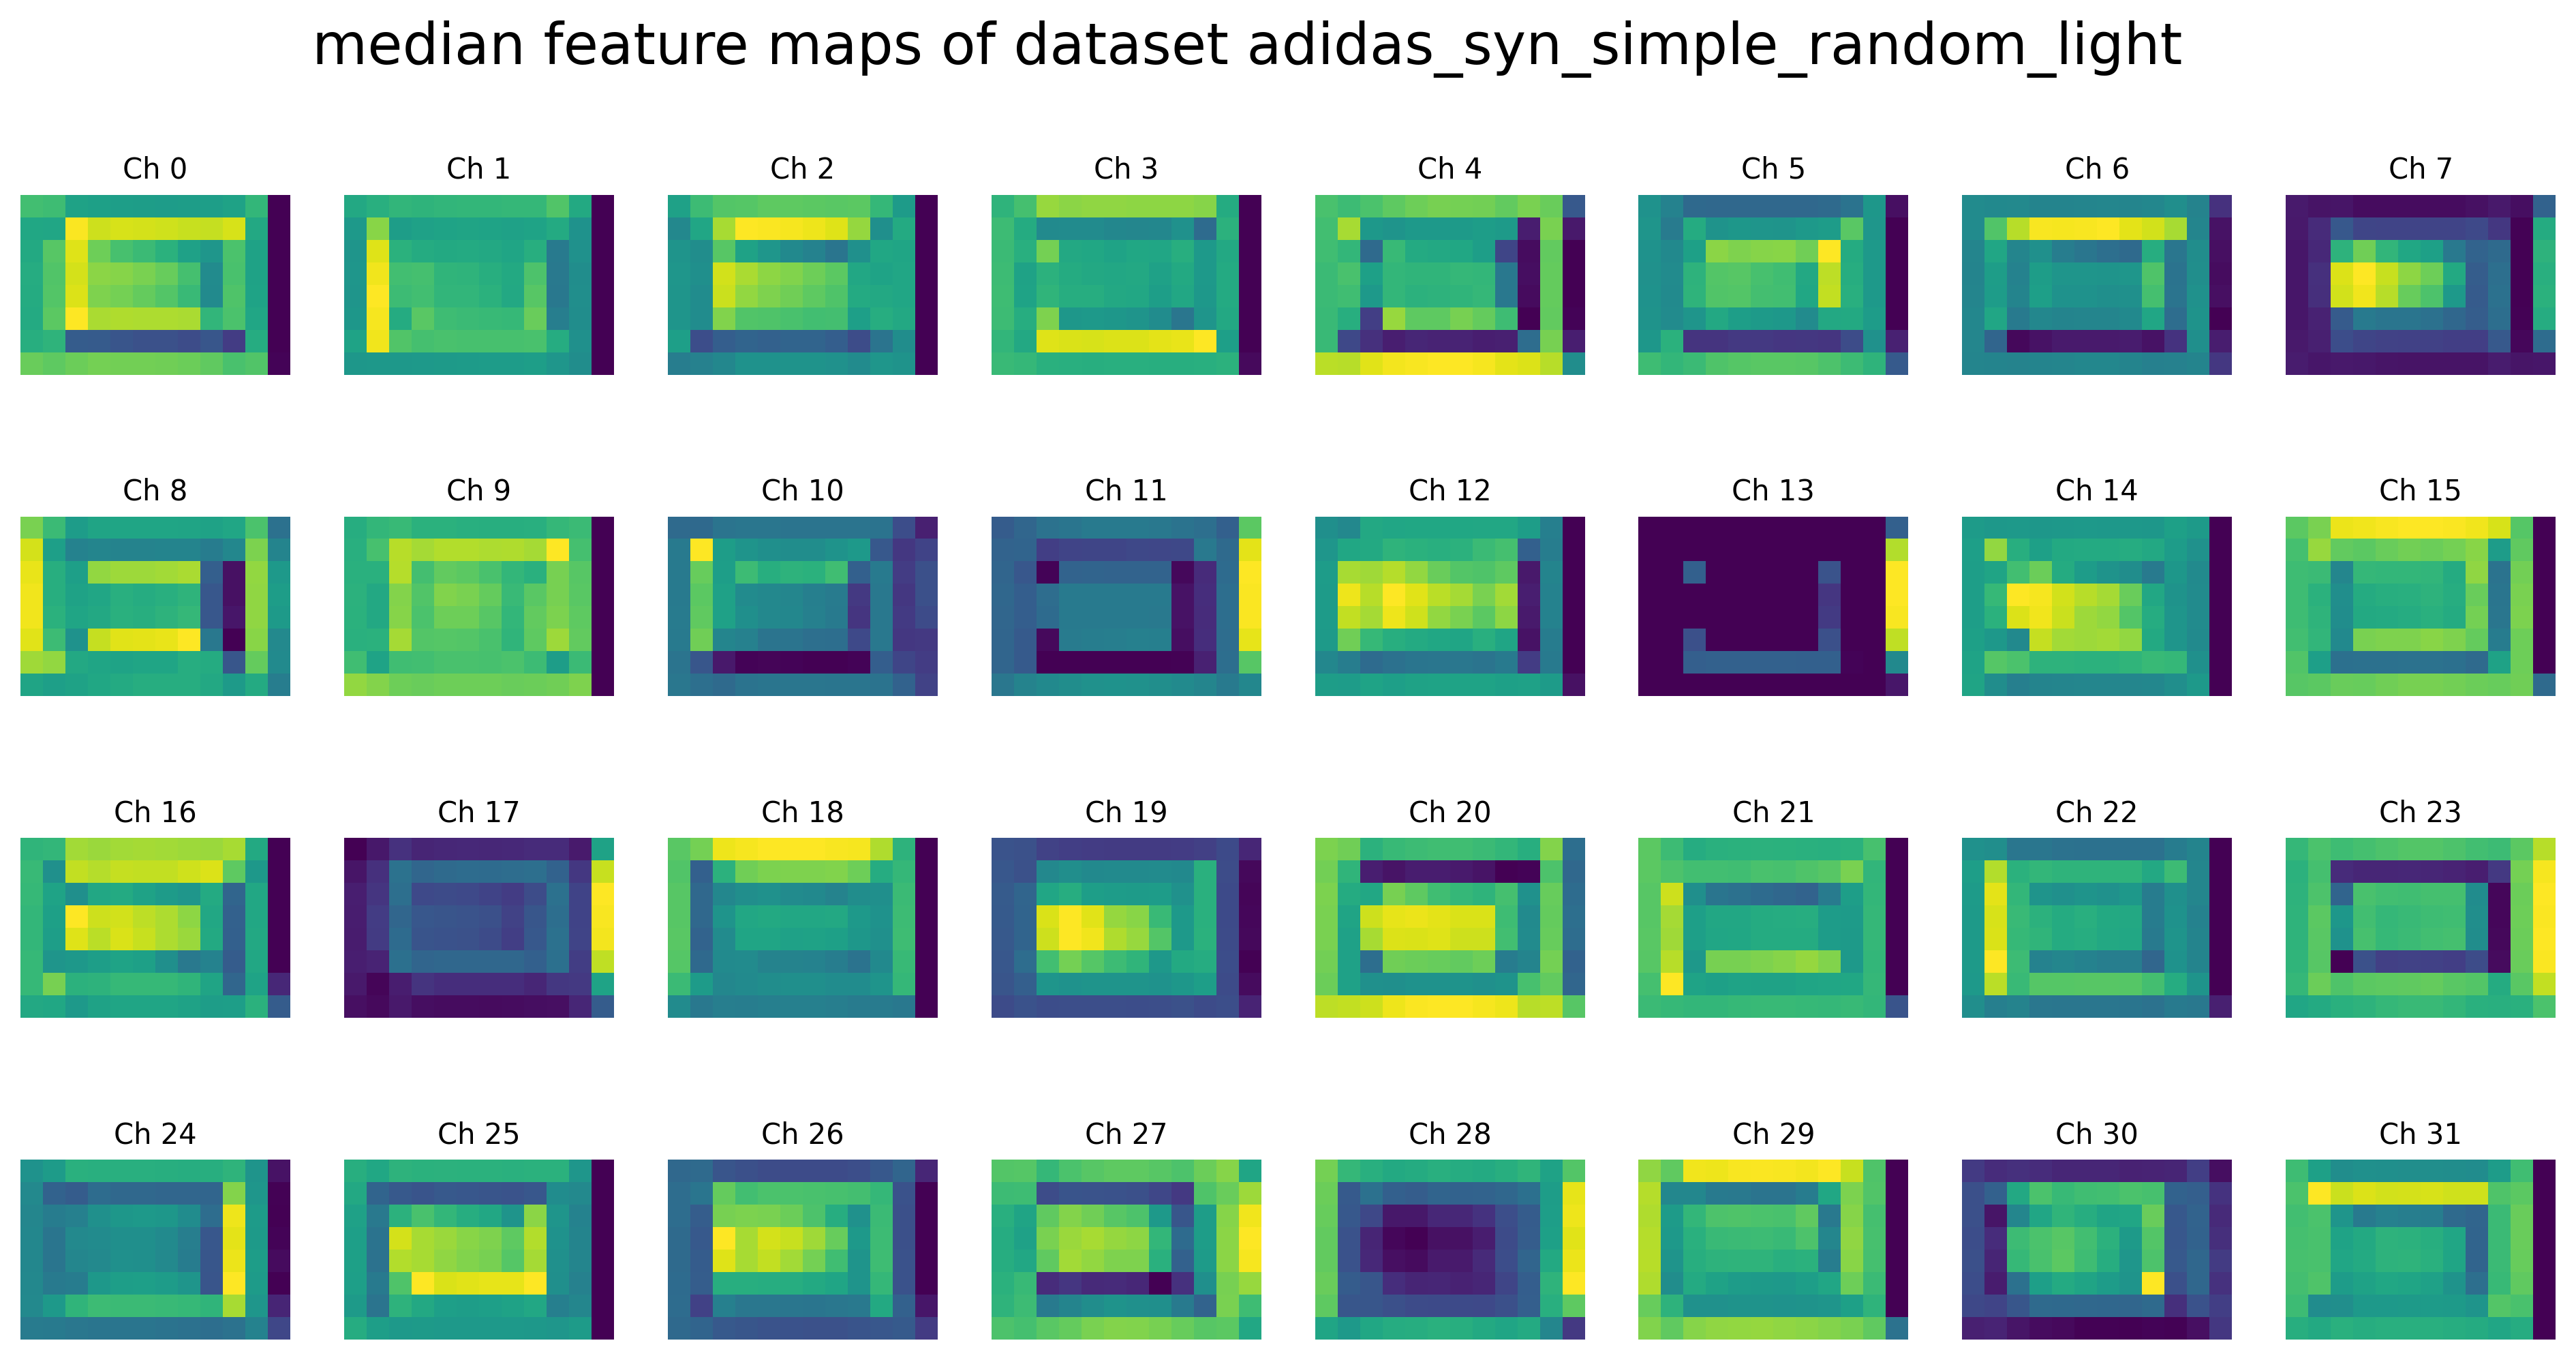 median feature maps of dataset adidas_syn_simple_random_light
Ch 0 Ch 1 Ch 2 Ch 3 Ch 4 Ch 5 Ch 6 Ch 7
Ch 8 Ch 9 Ch 10 Ch 11 Ch 12 Ch 13 Ch 14 Ch 15
Ch 16 Ch 17 Ch 18 Ch 19 Ch 20 Ch 21 Ch 22 Ch 23
Ch 24 Ch 25 Ch 26 Ch 27 Ch 28 Ch 29 Ch 30 Ch 31